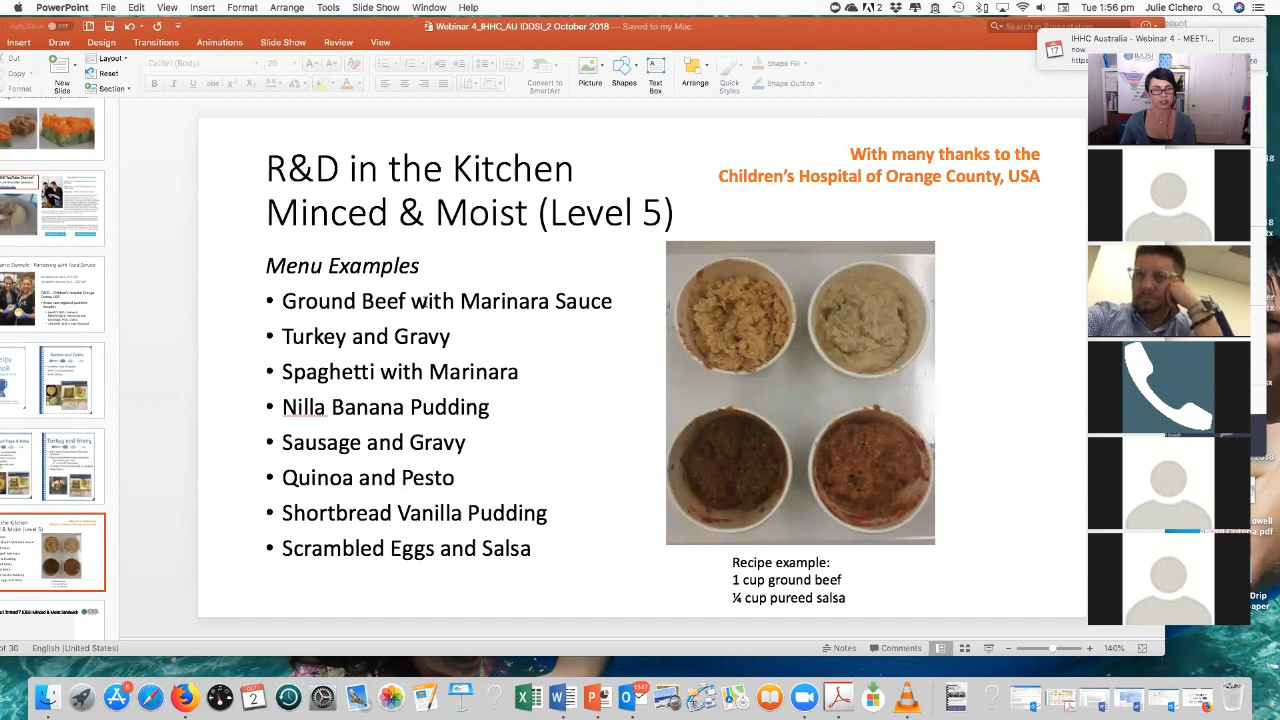 PowerPoint File Edit View Insert Format Arrange Tools Slide Show Window Help
Tue 1:56 pm Julie Cichero
AutoSave OFF
Webinar 4_IHHC_AU IDDSI_2 October 2018 — Saved to my Mac
Search in Presentation
Insert Draw Design Transitions Animations Slide Show Review View
IHHC Australia - Webinar 4 - MEETI...
now
Close
Cut
Copy
New Slide
Layout
Reset
Section
Calibri (Body)
20
Convert to SmartArt
Picture
Shapes
Text Box
Arrange
Quick Styles
Shape Fill
Shape Outline
R&D in the Kitchen
Minced & Moist (Level 5)
With many thanks to the
Children's Hospital of Orange County, USA
Menu Examples
• Ground Beef with Marinara Sauce
• Turkey and Gravy
• Spaghetti with Marinara
• Nilla Banana Pudding
• Sausage and Gravy
• Quinoa and Pesto
• Shortbread Vanilla Pudding
• Scrambled Eggs and Salsa
Recipe example:
1 cup ground beef
¼ cup pureed salsa
of 30
English (United States)
Notes
Comments
140%